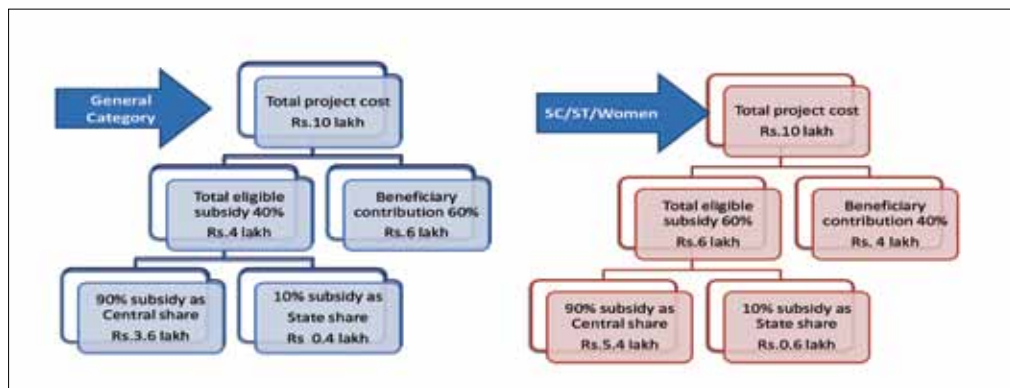 General
Category
Total project cost
Rs.10 lakh
Total eligible
subsidy 40%
Rs.4 lakh
Beneficiary
contribution 60%
Rs.6 lakh
90% subsidy as
Central share
Rs.3.6 lakh
10% subsidy as
State share
Rs 0.4 lakh
SC/ST/Women
Total project cost
Rs.10 lakh
Total eligible
subsidy 60%
Rs.6 lakh
Beneficiary
contribution 40%
Rs. 4 lakh
90% subsidy as
Central share
Rs.5.4 lakh
10% subsidy as
State share
Rs.0.6 lakh